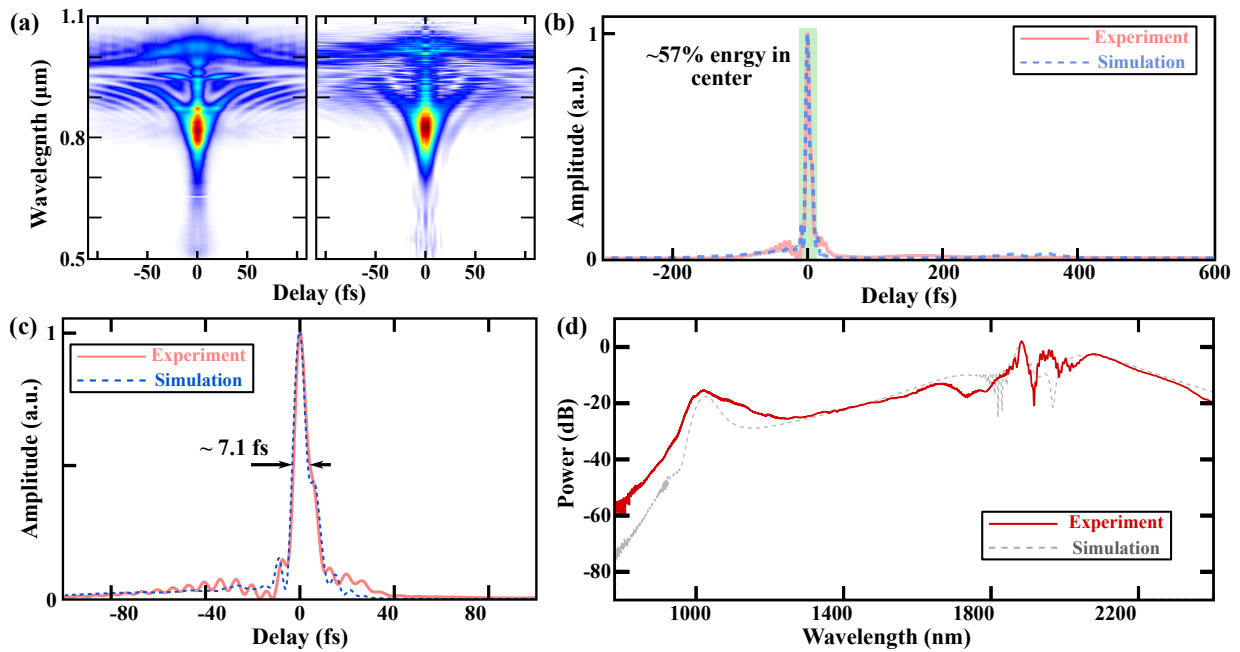 (a)
1.1
0.8
0.5
Wavelegnth (μm)
-50 0 50
-50 0 50
Delay (fs)
(b)
1
0
Amplitude (a.u.)
~57% enrgy in
center
Experiment
Simulation
-200 0 200 400 600
Delay (fs)
(c)
1
0
Amplitude (a.u.)
Experiment
Simulation
~ 7.1 fs
-80 -40 0 40 80
Delay (fs)
(d)
0
-20
-40
-60
-80
Power (dB)
Experiment
Simulation
1000 1400 1800 2200
Wavelength (nm)